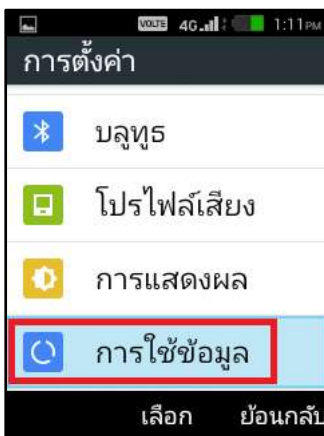 VOLTE 4G 1:11PM
การตั้งค่า
บลูทูธ
โปรไฟล์เสียง
การแสดงผล
การใช้ข้อมูล
เลือก ย้อนกลับ